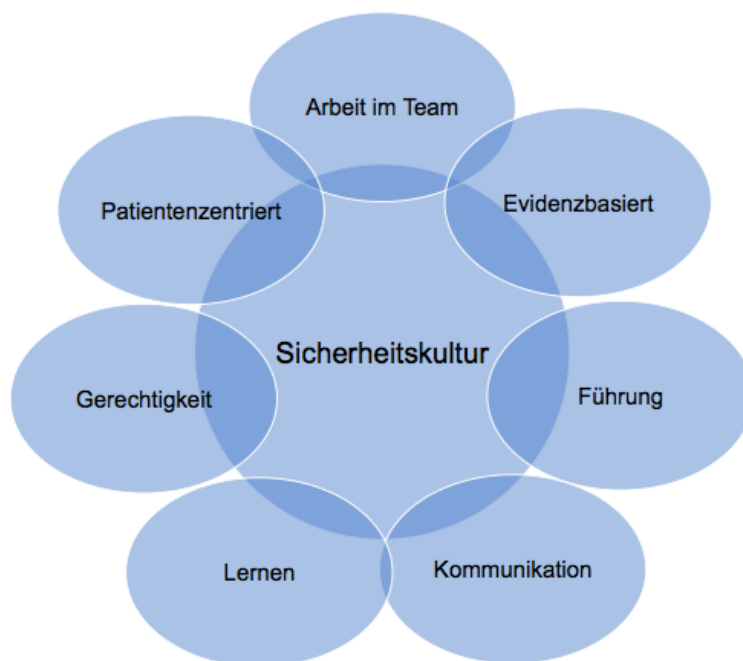 Arbeit im Team
Patientenzentriert
Evidenzbasiert
Sicherheitskultur
Gerechtigkeit
Führung
Lernen
Kommunikation